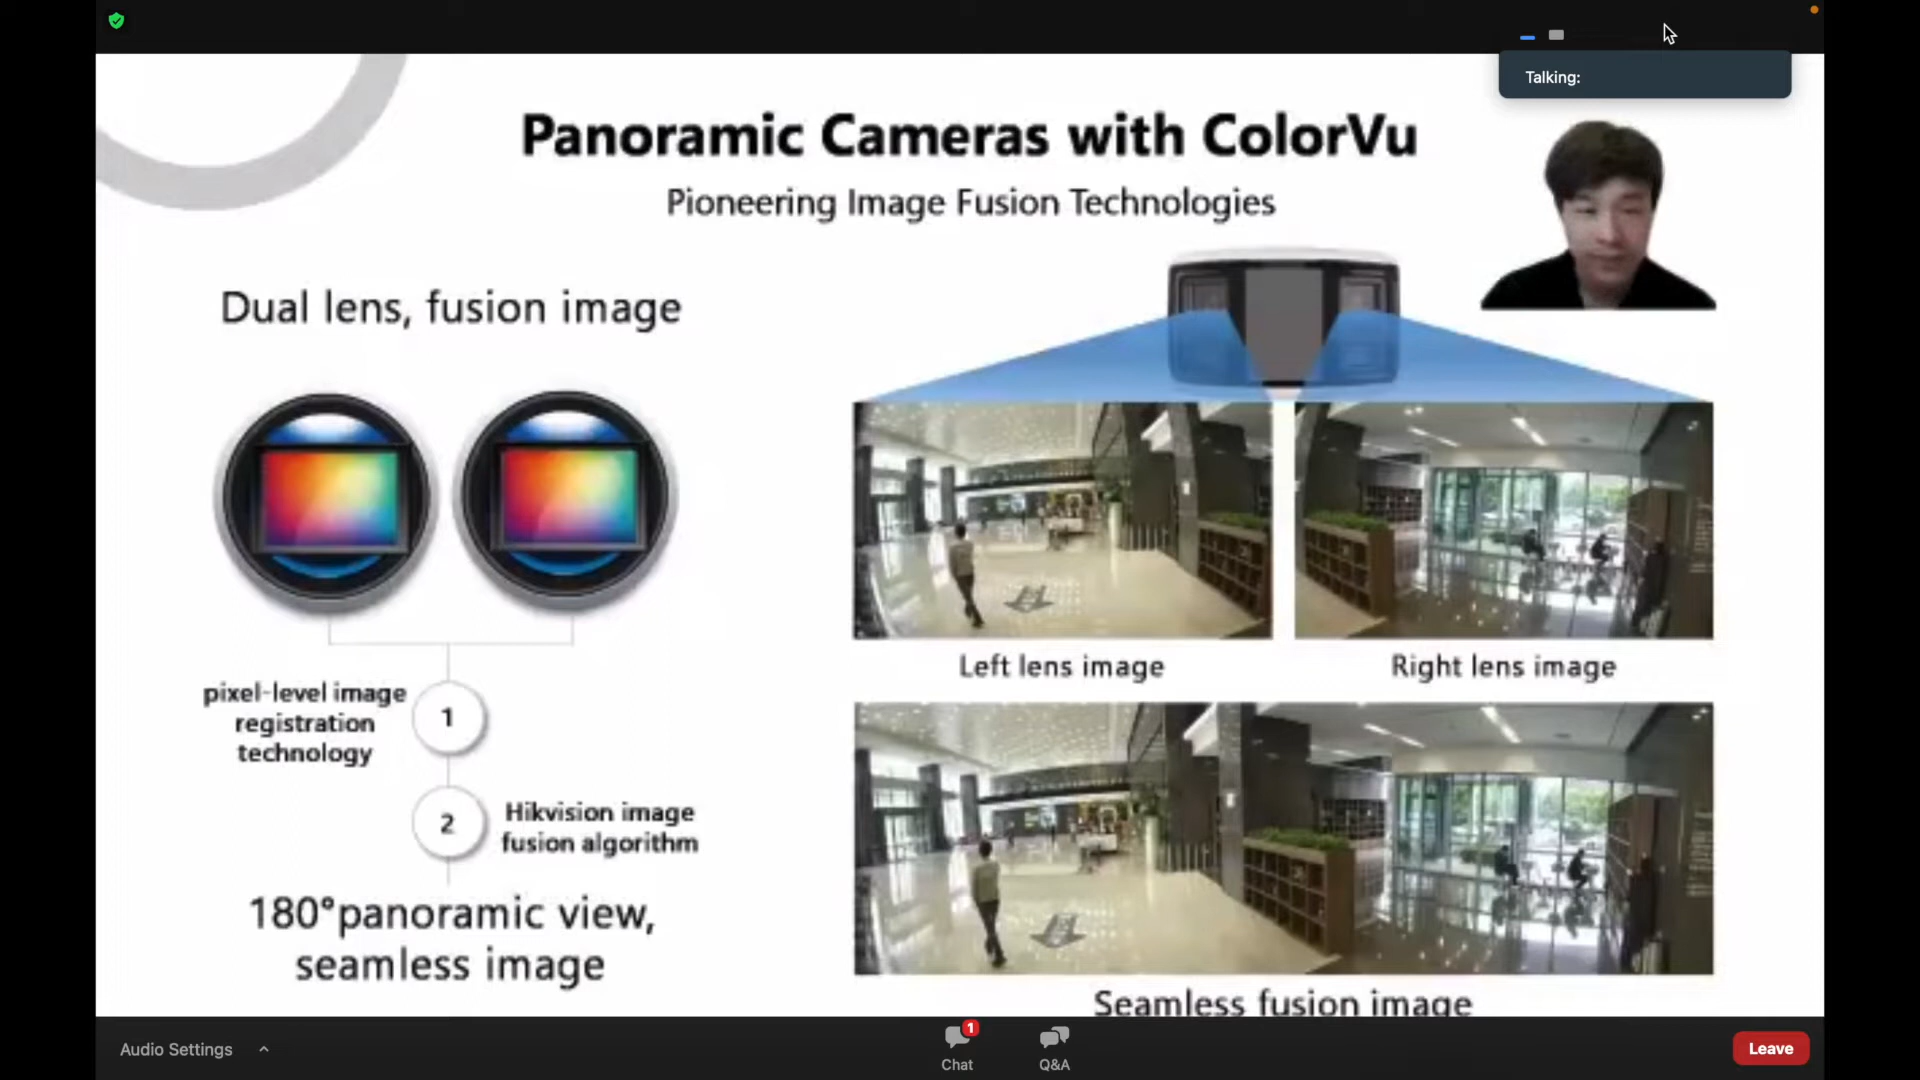 Talking:
Panoramic Cameras with ColorVu
Pioneering Image Fusion Technologies
Dual lens, fusion image
pixel-level image
registration
technology
1
2
Hikvision image
fusion algorithm
180°panoramic view,
seamless image
Left lens image
Right lens image
Seamless fusion image
Audio Settings
1
Chat
Q&A
Leave